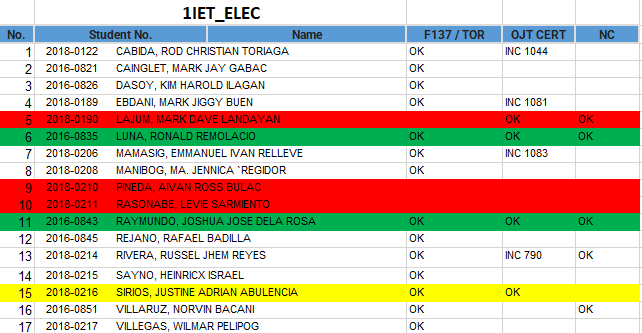 1IET_ELEC
No. Student No. Name F137 / TOR OJT CERT NC
1 2018-0122 CABIDA, ROD CHRISTIAN TORIAGA OK INC 1044
2 2016-0821 CAINGLET, MARK JAY GABAC OK
3 2016-0826 DASOY, KIM HAROLD ILAGAN OK
4 2018-0189 EBDANI, MARK JIGGY BUEN OK INC 1081
5 2018-0190 LAJUM, MARK DAVE LANDAYAN OK OK
6 2016-0835 LUNA, RONALD REMOLACIO OK OK OK
7 2018-0206 MAMASIG, EMMANUEL IVAN RELLEVE OK INC 1083
8 2018-0208 MANIBOG, MA. JENNICA `REGIDOR OK
9 2018-0210 PINEDA, AIVAN ROSS BULAC
10 2018-0211 RASONABE, LEVIE SARMIENTO
11 2016-0843 RAYMUNDO, JOSHUA JOSE DELA ROSA OK OK OK
12 2016-0845 REJANO, RAFAEL BADILLA OK
13 2018-0214 RIVERA, RUSSEL JHEM REYES OK INC 790 OK
14 2018-0215 SAYNO, HEINRICX ISRAEL OK
15 2018-0216 SIRIOS, JUSTINE ADRIAN ABULENCIA OK OK
16 2016-0851 VILLARUZ, NORVIN BACANI OK OK
17 2018-0217 VILLEGAS, WILMAR PELIPOG OK